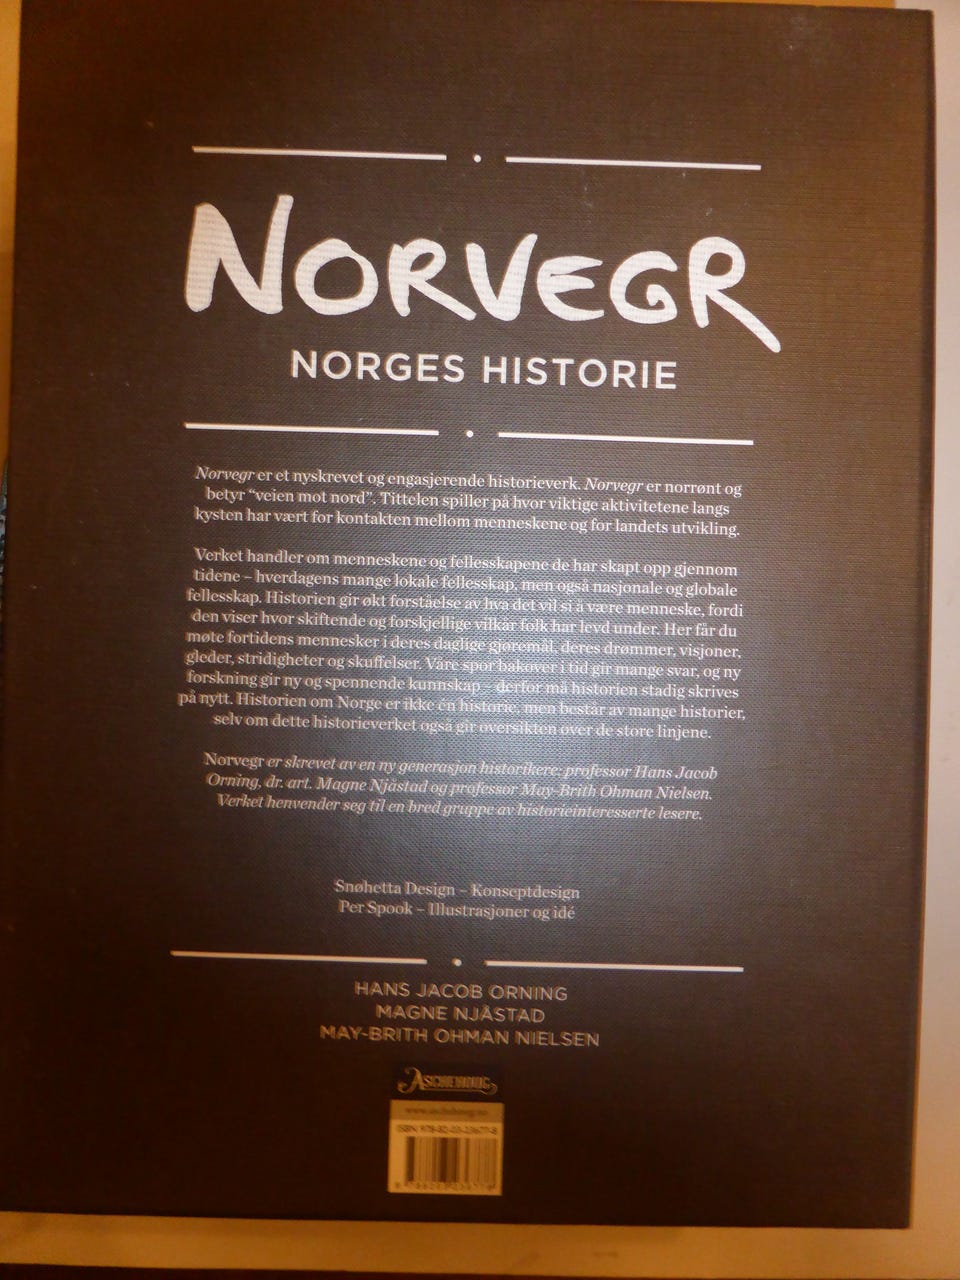 NORVEGR
NORGES HISTORIE
Norvegr er et nyskrevet og engasjerende historieverk. Norvegr er norrønt og
betyr “veien mot nord”. Tittelen spiller på hvor viktige aktivitetene langs
kysten har vært for kontakten mellom menneskene og for landets utvikling.
Verket handler om menneskene og fellesskapene de har skapt opp gjennom
tidene – hverdagens mange lokale fellesskap, men også nasjonale og globale
fellesskap. Historien gir økt forståelse av hva det vil si å være menneske, fordi
den viser hvor skiftende og forskjellige vilkår folk har levd under. Her får du
møte fortidens mennesker i deres daglige gjøremål, deres drømmer, visjoner,
gleder, stridigheter og skuffelser. Våre spor bakover i tid gir mange svar, og ny
forskning gir ny og spennende kunnskap – derfor må historien stadig skrives
på nytt. Historien om Norge er ikke én historie, men består av mange historier,
selv om dette historieverket også gir oversikten over de store linjene.
Norvegr er skrevet av en ny generasjon historikere: professor Hans Jacob
Orning, dr. art. Magne Njåstad og professor May-Brith Ohman Nielsen.
Verket henvender seg til en bred gruppe av historieinteresserte lesere.
Snøhetta Design – Konseptdesign
Per Spook – Illustrasjoner og idé
HANS JACOB ORNING
MAGNE NJÅSTAD
MAY-BRITH OHMAN NIELSEN
ASCHEHOUG
www.aschehoug.no
ISBN 978-82-03-23677-8